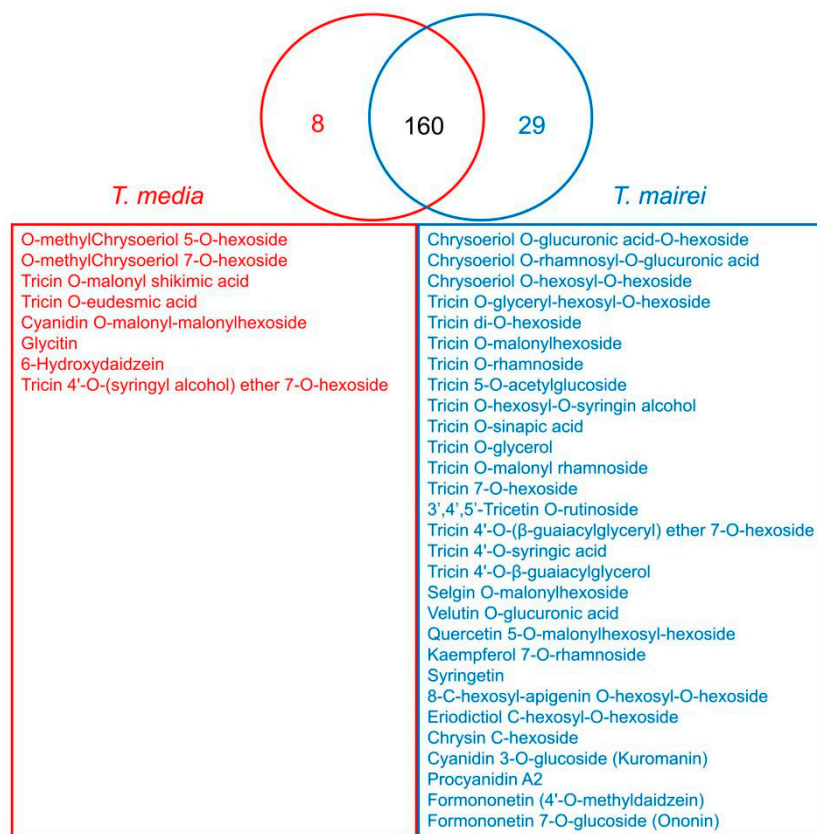 8
160
29
T. media
T. mairei
O-methylChrysoeriol 5-O-hexoside
O-methylChrysoeriol 7-O-hexoside
Tricin O-malonyl shikimic acid
Tricin O-eudesmic acid
Cyanidin O-malonyl-malonylhexoside
Glycitin
6-Hydroxydaidzein
Tricin 4'-O-(syringyl alcohol) ether 7-O-hexoside
Chrysoeriol O-glucuronic acid-O-hexoside
Chrysoeriol O-rhamnosyl-O-glucuronic acid
Chrysoeriol O-hexosyl-O-hexoside
Tricin O-glyceryl-hexosyl-O-hexoside
Tricin di-O-hexoside
Tricin O-malonylhexoside
Tricin O-rhamnoside
Tricin 5-O-acetylglucoside
Tricin O-hexosyl-O-syringin alcohol
Tricin O-sinapic acid
Tricin O-glycerol
Tricin O-malonyl rhamnoside
Tricin 7-O-hexoside
3',4',5'-Tricetin O-rutinoside
Tricin 4'-O-(β-guaiacylglyceryl) ether 7-O-hexoside
Tricin 4'-O-syringic acid
Tricin 4'-O-β-guaiacylglycerol
Selgin O-malonylhexoside
Velutin O-glucuronic acid
Quercetin 5-O-malonylhexosyl-hexoside
Kaempferol 7-O-rhamnoside
Syringetin
8-C-hexosyl-apigenin O-hexosyl-O-hexoside
Eriodictiol C-hexosyl-O-hexoside
Chrysin C-hexoside
Cyanidin 3-O-glucoside (Kuromanin)
Procyanidin A2
Formononetin (4'-O-methyldaidzein)
Formononetin 7-O-glucoside (Ononin)